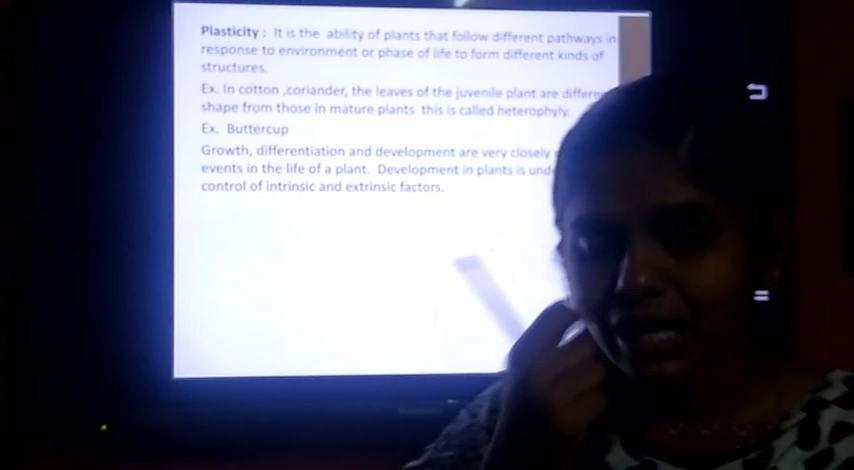 Plasticity : It is the ability of plants that follow different pathways in
response to environment or phase of life to form different kinds of
structures.
Ex. In cotton ,coriander, the leaves of the juvenile plant are
shape from those in mature plants this is called heterophyly.
Ex. Buttercup
Growth, differentiation and development are very closely
events in the life of a plant. Development in plants is
control of intrinsic and extrinsic factors.